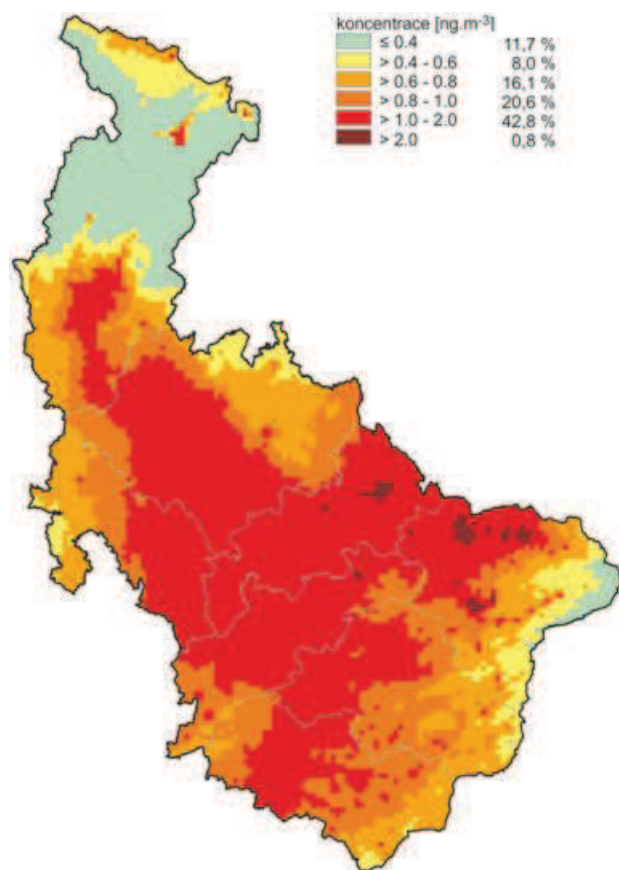 koncentrace [ng.m⁻³]
≤ 0.4 11,7 %
> 0.4 - 0.6 8,0 %
> 0.6 - 0.8 16,1 %
> 0.8 - 1.0 20,6 %
> 1.0 - 2.0 42,8 %
> 2.0 0,8 %